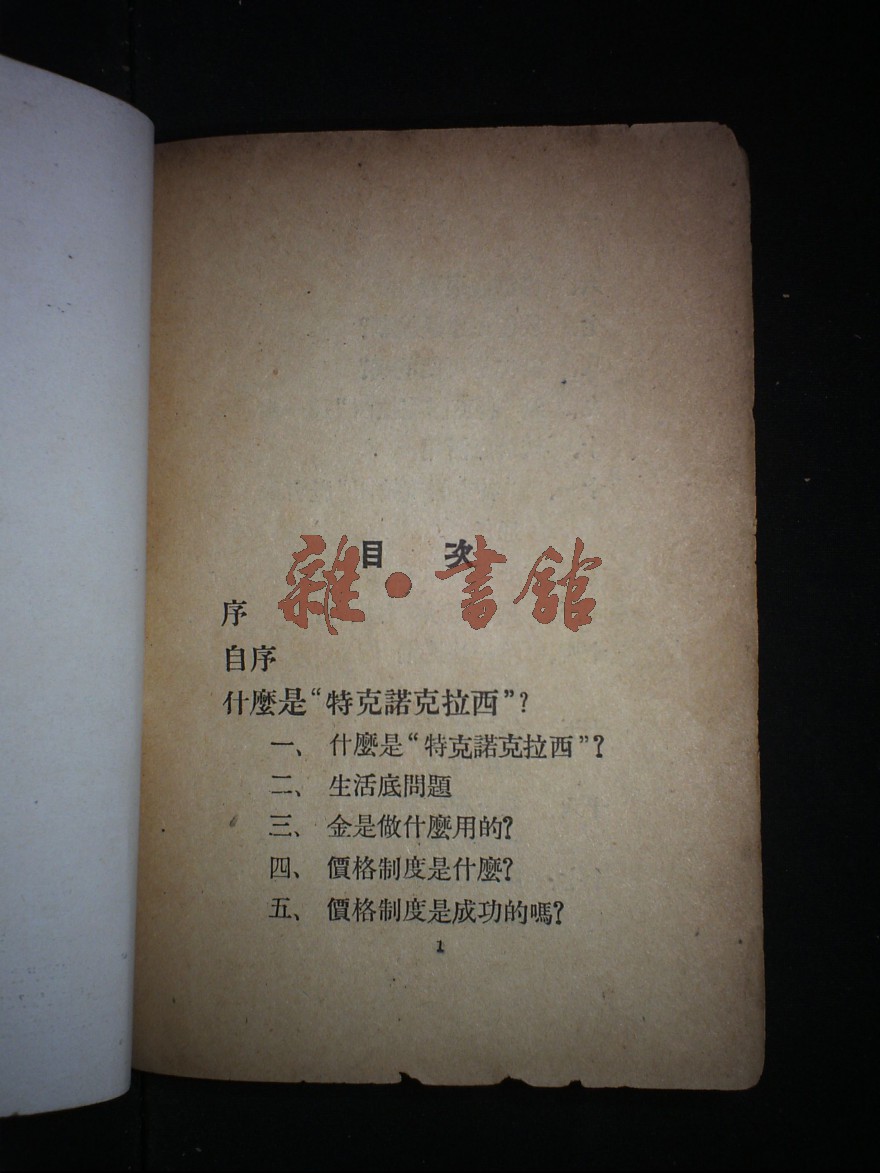 目 次
雜·書館
序
自序
什麼是“特克諾克拉西”?
一、 什麼是“特克諾克拉西”?
二、 生活底問題
三、 金是做什麼用的?
四、 價格制度是什麼?
五、 價格制度是成功的嗎?
1